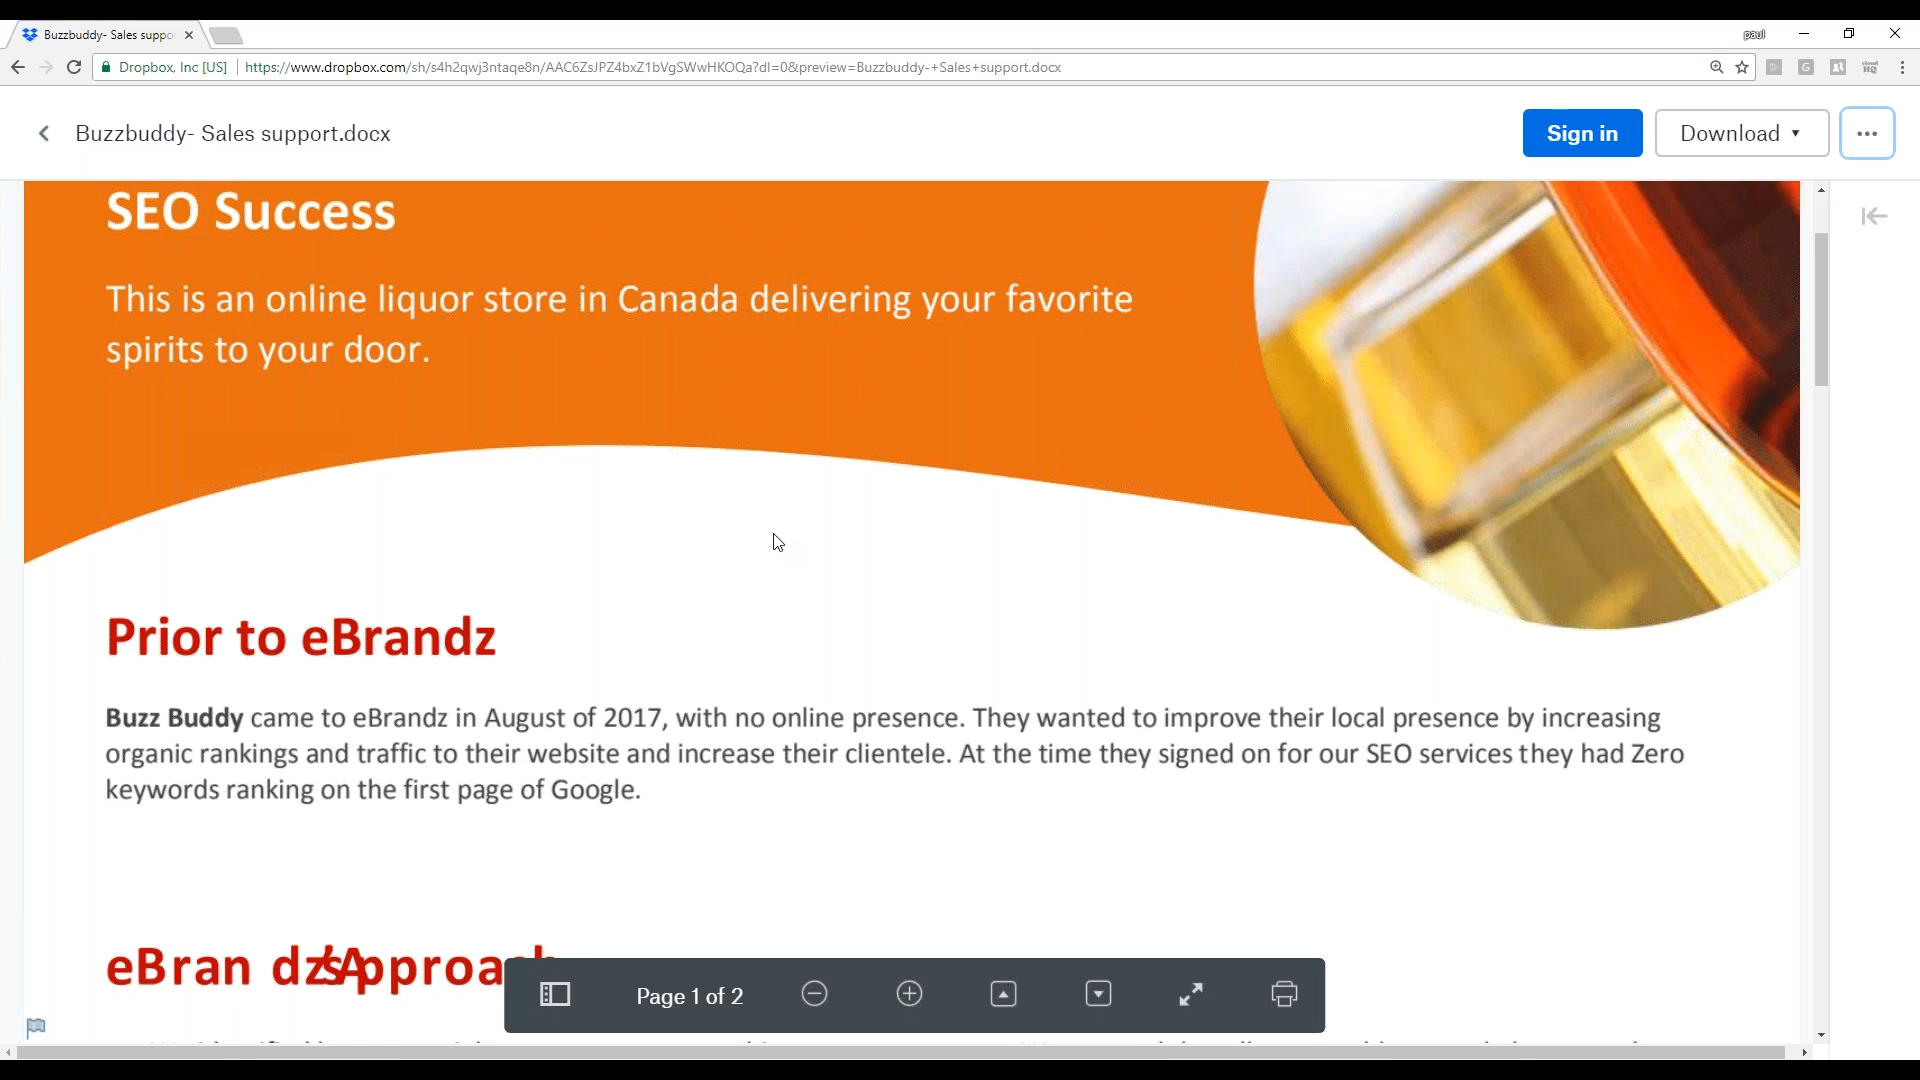 Buzzbuddy- Sales suppo
paul
Dropbox, Inc [US]
https://www.dropbox.com/sh/s4h2qwj3ntaqe8n/AAC6ZsJPZ4bxZ1bVgSWwHKOQa?dl=0&preview=Buzzbuddy-+Sales+support.docx
Buzzbuddy- Sales support.docx
Sign in
Download
SEO Success
This is an online liquor store in Canada delivering your favorite
spirits to your door.
Prior to eBrandz
Buzz Buddy came to eBrandz in August of 2017, with no online presence. They wanted to improve their local presence by increasing
organic rankings and traffic to their website and increase their clientele. At the time they signed on for our SEO services they had Zero
keywords ranking on the first page of Google.
eBran dz'sApproach
Page 1 of 2